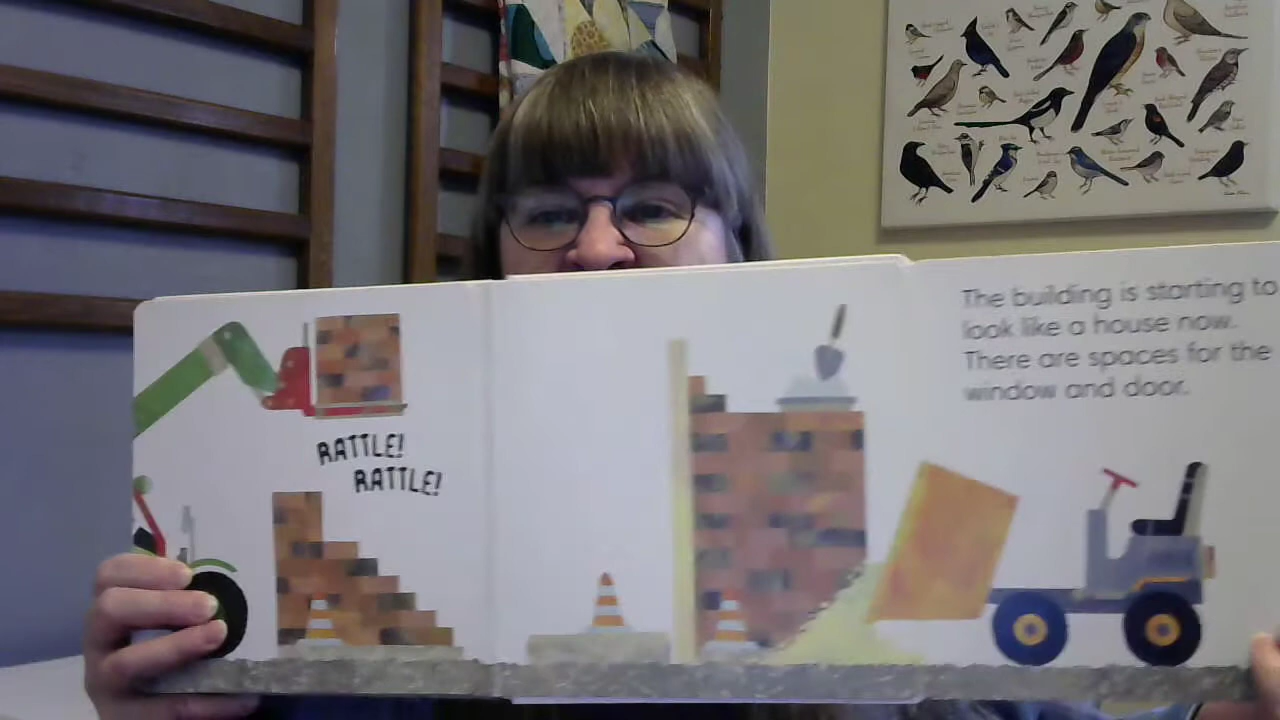 RATTLE!
RATTLE!
The building is starting to
look like a house now.
There are spaces for the
window and door.